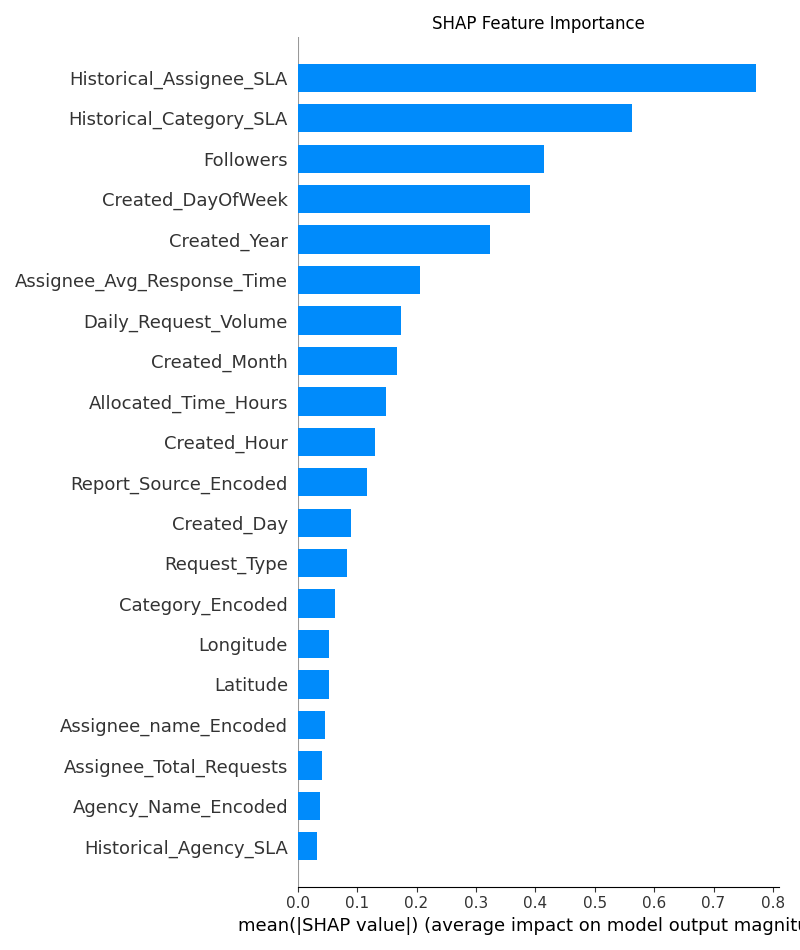 SHAP Feature Importance
Historical_Assignee_SLA
Historical_Category_SLA
Followers
Created_DayOfWeek
Created_Year
Assignee_Avg_Response_Time
Daily_Request_Volume
Created_Month
Allocated_Time_Hours
Created_Hour
Report_Source_Encoded
Created_Day
Request_Type
Category_Encoded
Longitude
Latitude
Assignee_name_Encoded
Assignee_Total_Requests
Agency_Name_Encoded
Historical_Agency_SLA
0.0 0.1 0.2 0.3 0.4 0.5 0.6 0.7 0.8
mean(|SHAP value|) (average impact on model output magnitu